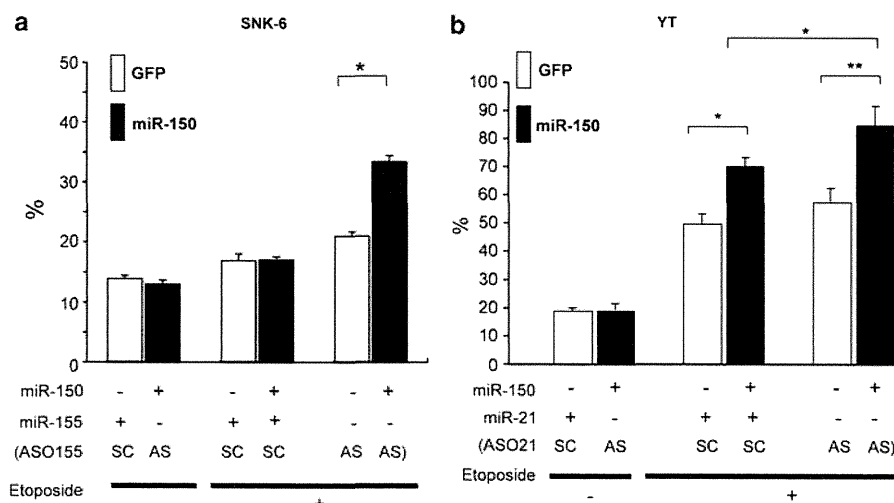 a
SNK-6
GFP
miR-150
*
50
40
30
20
10
0
%
miR-150 - + - + - +
miR-155 + - + + - -
(ASO155 SC AS SC SC AS AS)
Etoposide
+
b
YT
GFP
miR-150
*
*
**
100
90
80
70
60
50
40
30
20
10
0
%
miR-150 - + - + - +
miR-21 + - + + - -
(ASO21 SC AS SC SC AS AS)
Etoposide
- +